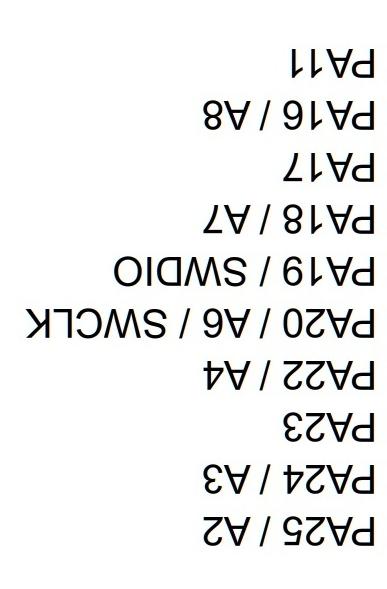 PA25 / A2
PA24 / A3
PA23
PA22 / A4
PA20 / A6 / SWCLK
PA19 / SWDIO
PA18 / A7
PA17
PA16 / A8
PA11